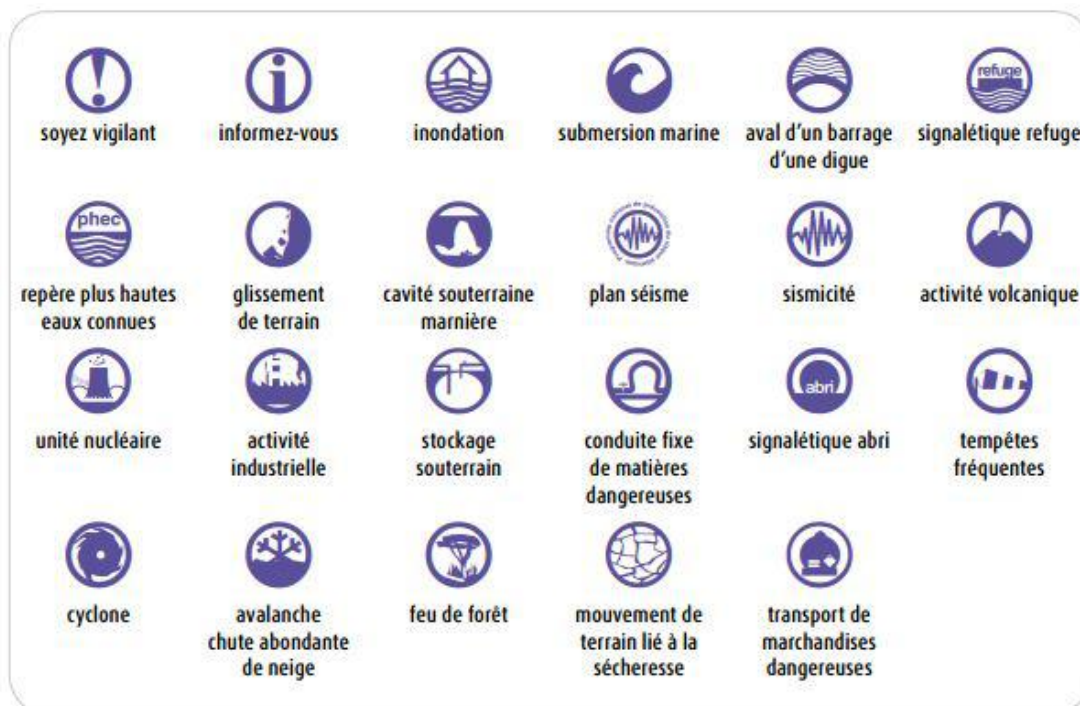 soyez vigilant
informez-vous
inondation
submersion marine
aval d'un barrage
d'une digue
refuge
signalétique refuge
phec
repère plus hautes
eaux connues
glissement
de terrain
cavité souterraine
marnière
plan séisme
sismicité
activité volcanique
unité nucléaire
activité
industrielle
stockage
souterrain
conduite fixe
de matières
dangereuses
abri
signalétique abri
tempêtes
fréquentes
cyclone
avalanche
chute abondante
de neige
feu de forêt
mouvement de
terrain lié à la
sécheresse
transport de
marchandises
dangereuses